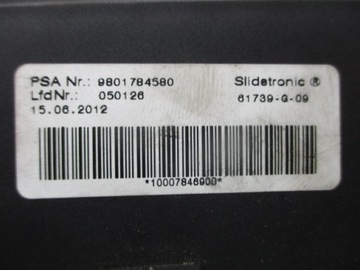 PSA Nr.: 9801784580 Slidetronic ®
LfdNr.: 050126 61739-G-09
15.06.2012
*10007846900*